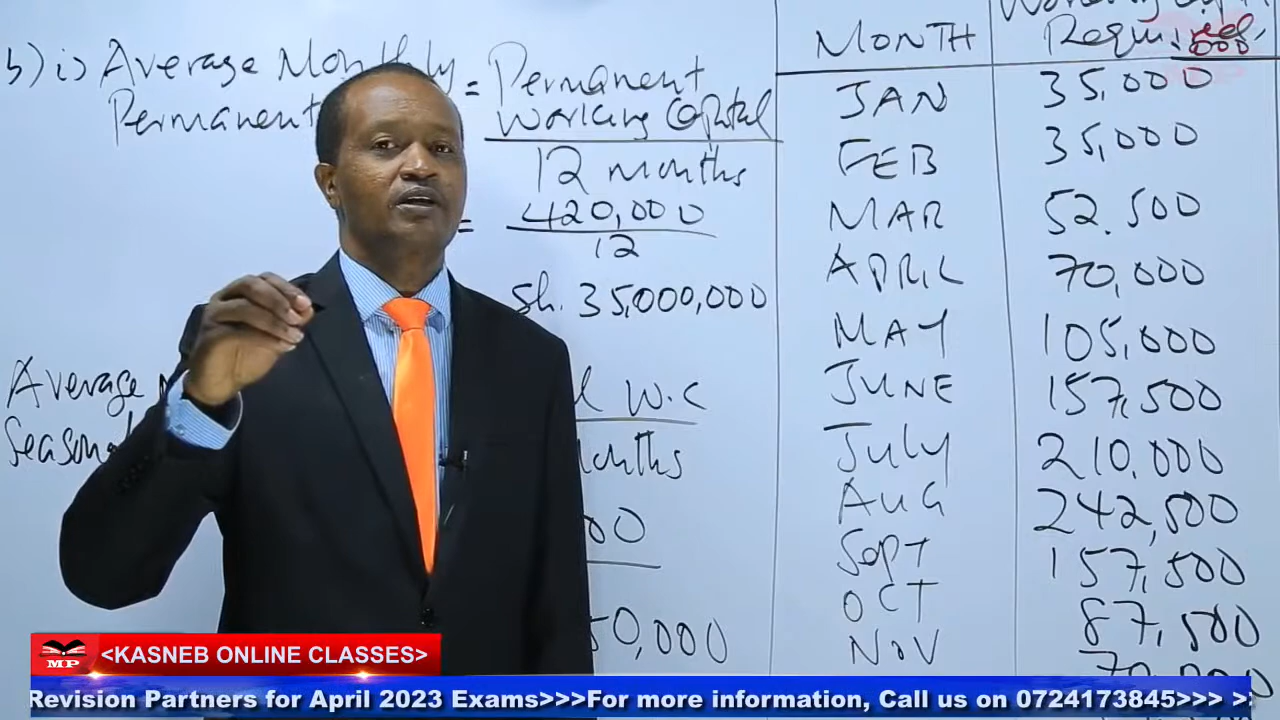 b) i) Average Monthly = Permanent
Permanent Working Capital
12 months
= 420,000
12
Sh. 35,000,000
Average
W.C
months
50,000
MONTH Required
000
JAN 35,000
FEB 35,000
MAR 52.500
APRIL 70,000
MAY 105,000
JUNE 157,500
July 210,000
AUG 242,500
Sept 157,500
OCT 87,500
NOV
MP
<KASNEB ONLINE CLASSES>
Revision Partners for April 2023 Exams>>>For more information, Call us on 0724173845>>> >>